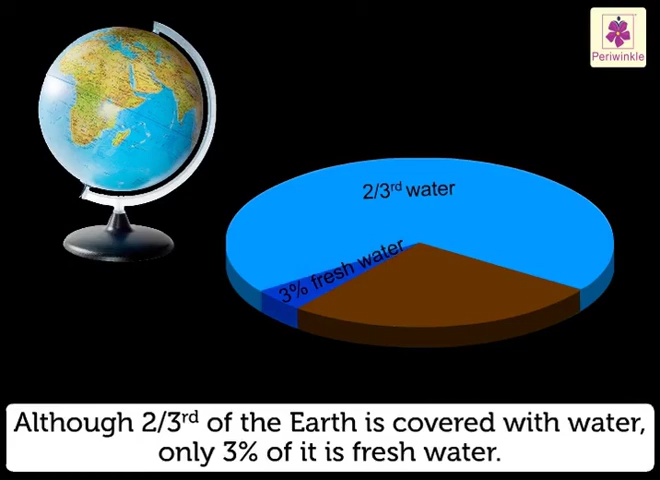 Periwinkle
2/3rd water
3% fresh water
Although 2/3rd of the Earth is covered with water,
only 3% of it is fresh water.